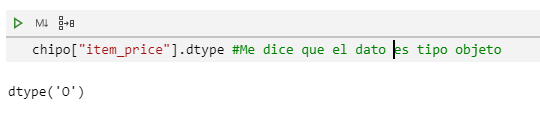 M↓
chipo["item_price"].dtype #Me dice que el dato es tipo objeto
dtype('O')